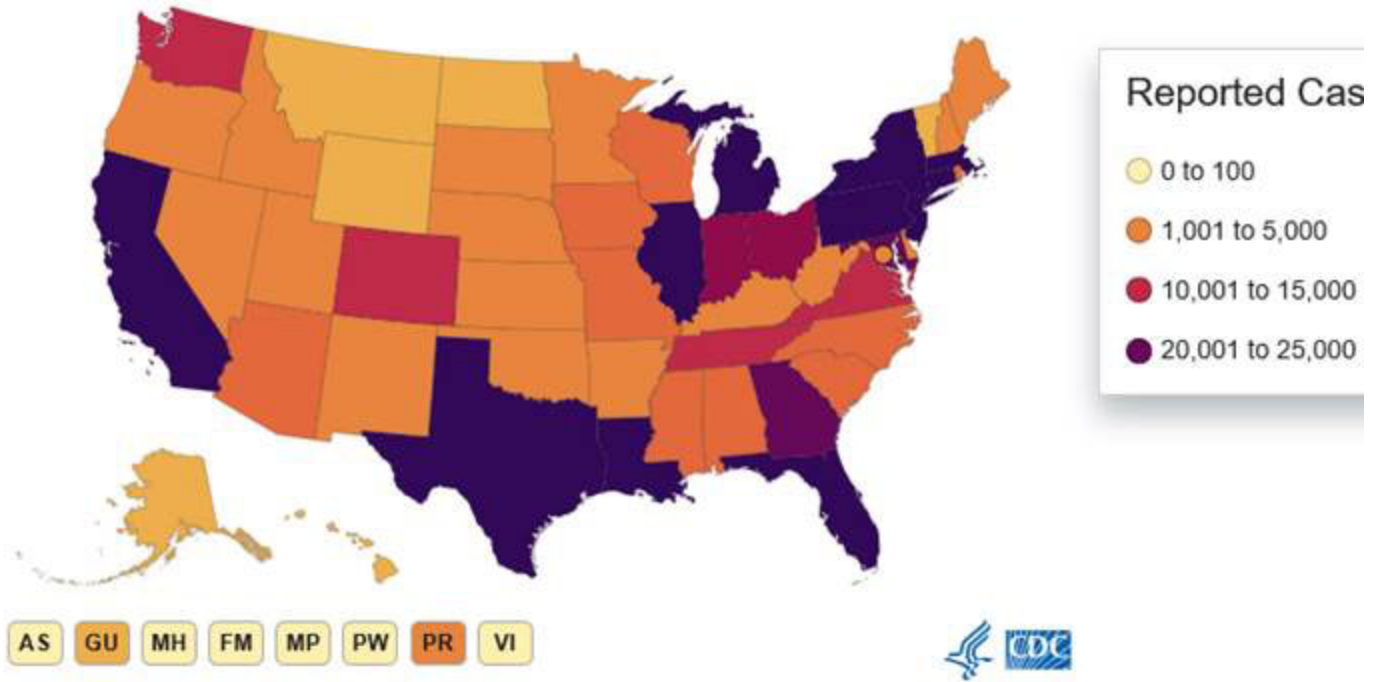 Reported Cas
0 to 100
1,001 to 5,000
10,001 to 15,000
20,001 to 25,000
AS GU MH FM MP PW PR VI
CDC